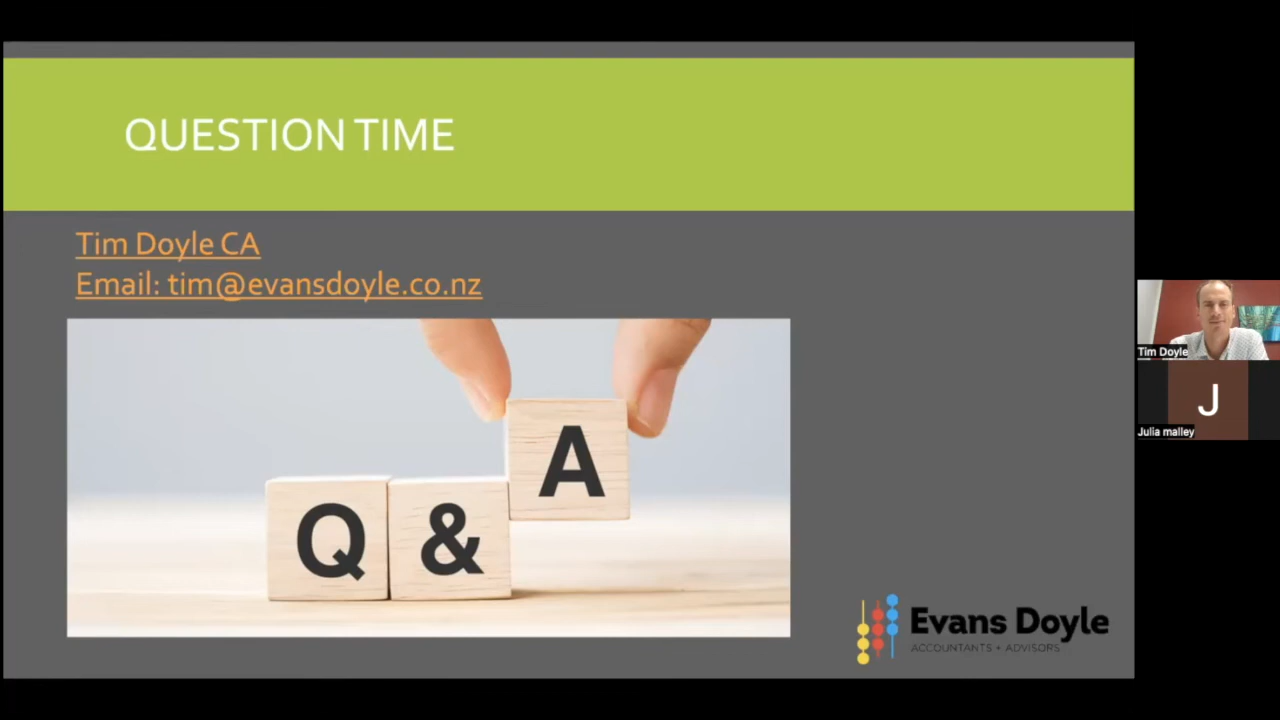 QUESTION TIME
Tim Doyle CA
Email: tim@evansdoyle.co.nz
Q & A
Evans Doyle
ACCOUNTANTS + ADVISORS
Tim Doyle
J
Julia malley